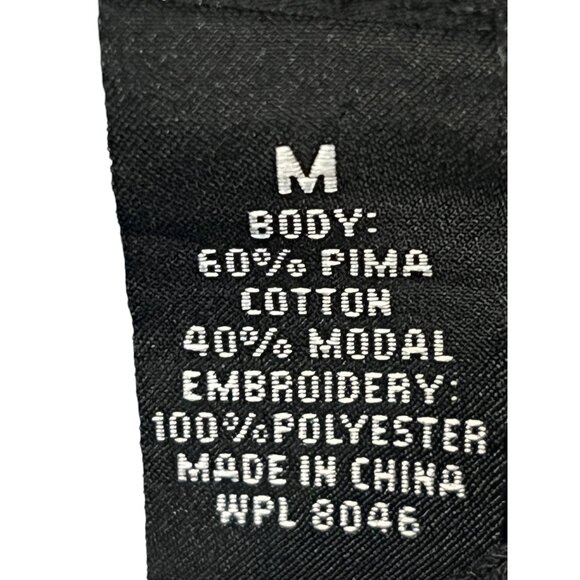 M
BODY:
60% PIMA
COTTON
40% MODAL
EMBROIDERY:
100%POLYESTER
MADE IN CHINA
WPL 8046